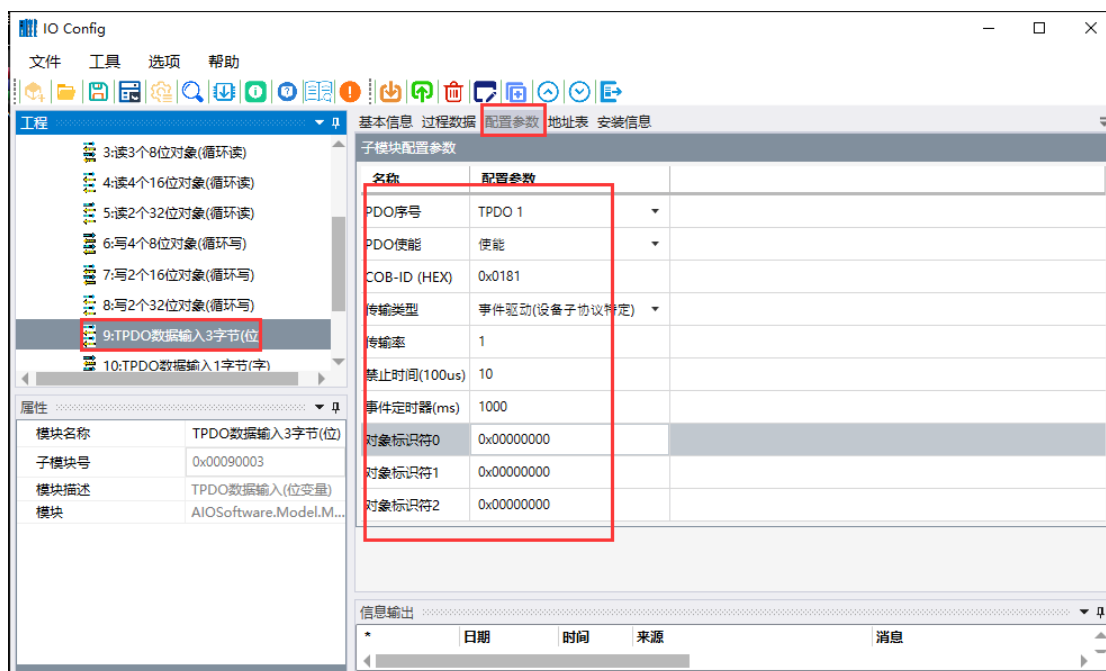 IO Config
文件 工具 选项 帮助
工程
3:读3个8位对象(循环读)
4:读4个16位对象(循环读)
5:读2个32位对象(循环读)
6:写4个8位对象(循环写)
7:写2个16位对象(循环写)
8:写2个32位对象(循环写)
9:TPDO数据输入3字节(位
10:TPDO数据输入1字节(字)
属性
模块名称 TPDO数据输入3字节(位)
子模块号 0x00090003
模块描述 TPDO数据输入(位变量)
模块 AIOSoftware.Model.M...
基本信息 过程数据 配置参数 地址表 安装信息
子模块配置参数
名称 配置参数
PDO序号 TPDO 1
PDO使能 使能
COB-ID (HEX) 0x0181
传输类型 事件驱动(设备子协议特定)
传输率 1
禁止时间(100us) 10
事件定时器(ms) 1000
对象标识符0 0x00000000
对象标识符1 0x00000000
对象标识符2 0x00000000
信息输出
* 日期 时间 来源 消息